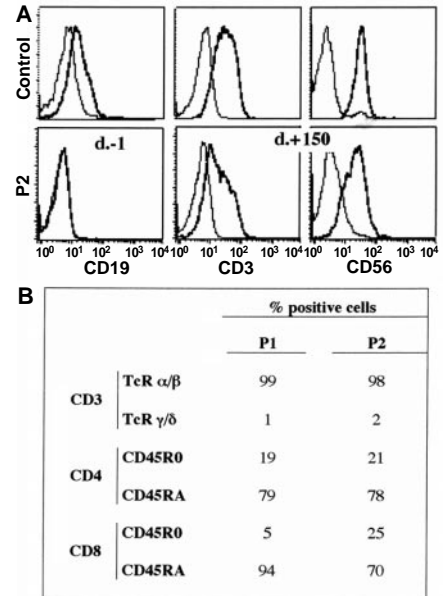 A
Control
P2
d.-1
d.+150
10⁰ 10¹ 10² 10³ 10⁴ 10⁰ 10¹ 10² 10³ 10⁴ 10⁰ 10¹ 10² 10³ 10⁴
CD19 CD3 CD56
B
% positive cells
P1 P2
CD3
TcR α/β 99 98
TcR γ/δ 1 2
CD4
CD45R0 19 21
CD45RA 79 78
CD8
CD45R0 5 25
CD45RA 94 70